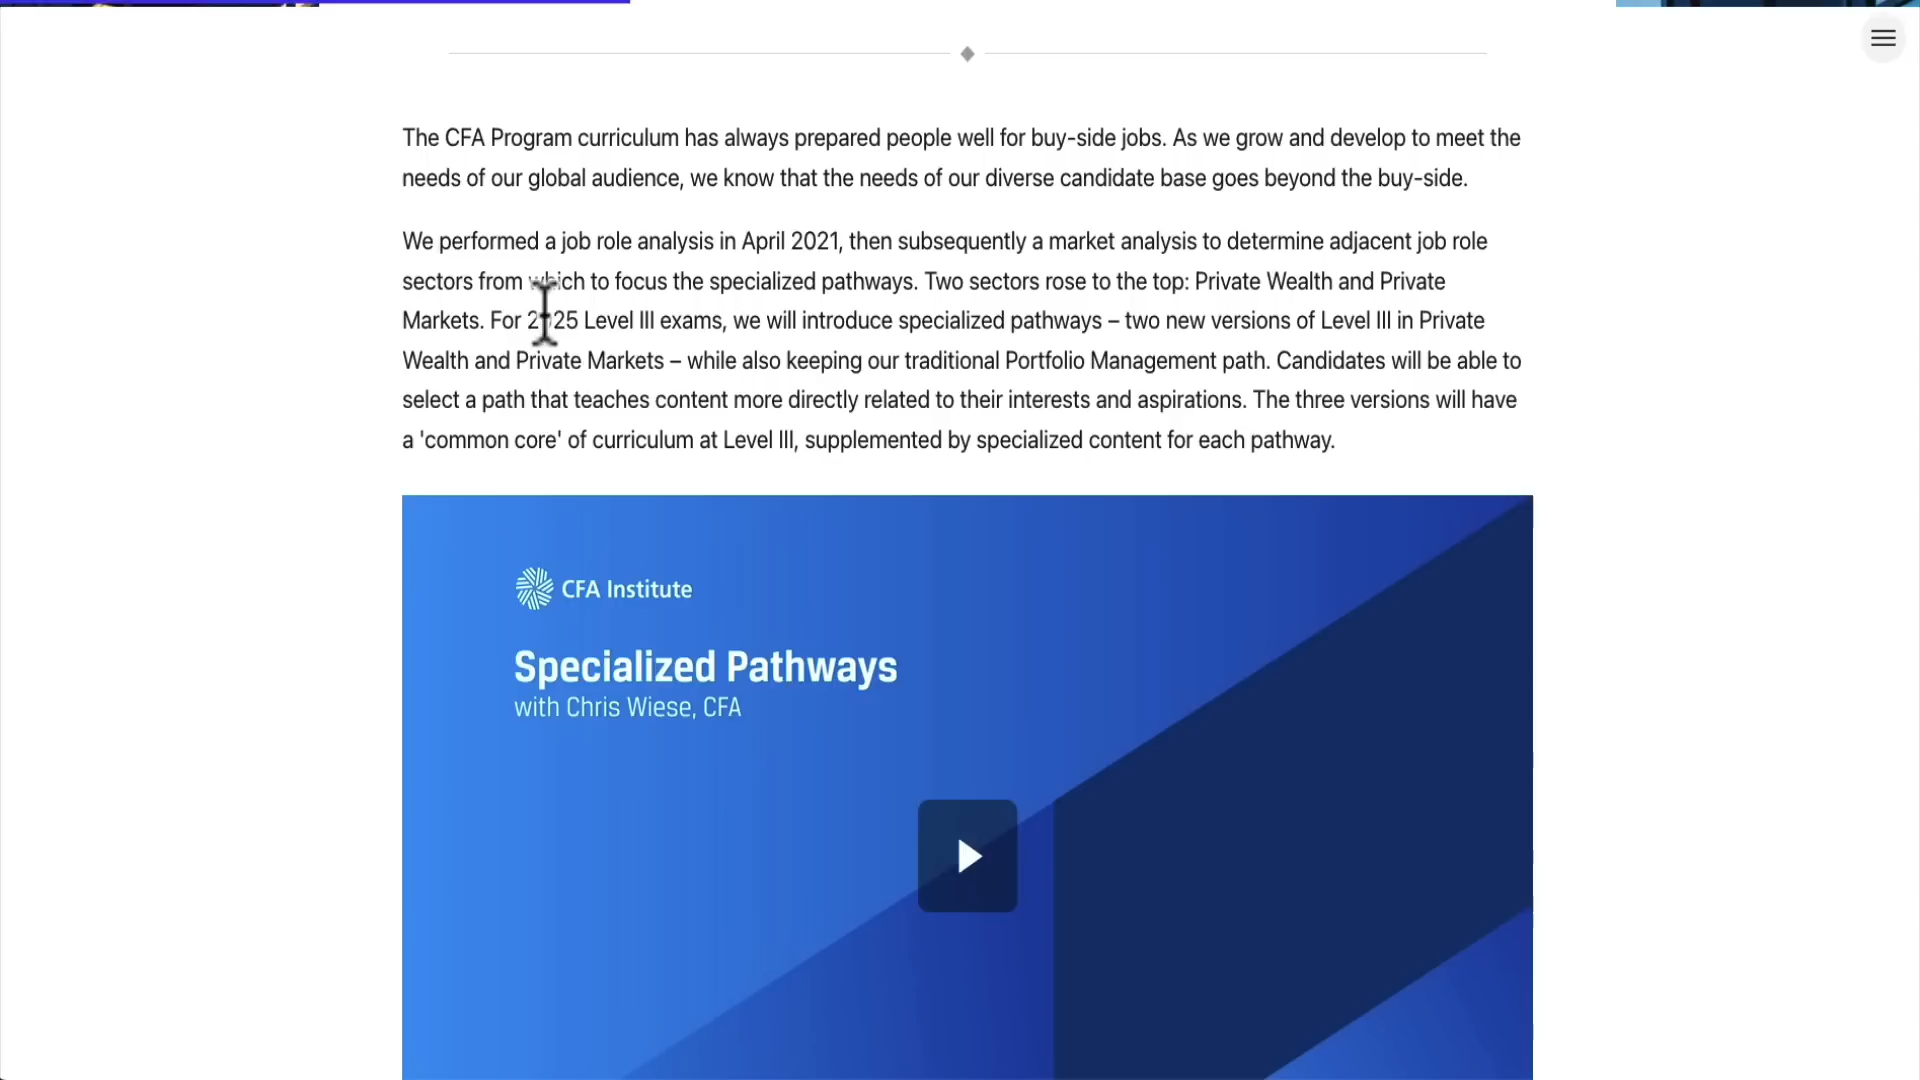 The CFA Program curriculum has always prepared people well for buy-side jobs. As we grow and develop to meet the
needs of our global audience, we know that the needs of our diverse candidate base goes beyond the buy-side.
We performed a job role analysis in April 2021, then subsequently a market analysis to determine adjacent job role
sectors from which to focus the specialized pathways. Two sectors rose to the top: Private Wealth and Private
Markets. For 2025 Level III exams, we will introduce specialized pathways – two new versions of Level III in Private
Wealth and Private Markets – while also keeping our traditional Portfolio Management path. Candidates will be able to
select a path that teaches content more directly related to their interests and aspirations. The three versions will have
a 'common core' of curriculum at Level III, supplemented by specialized content for each pathway.
CFA Institute
Specialized Pathways
with Chris Wiese, CFA